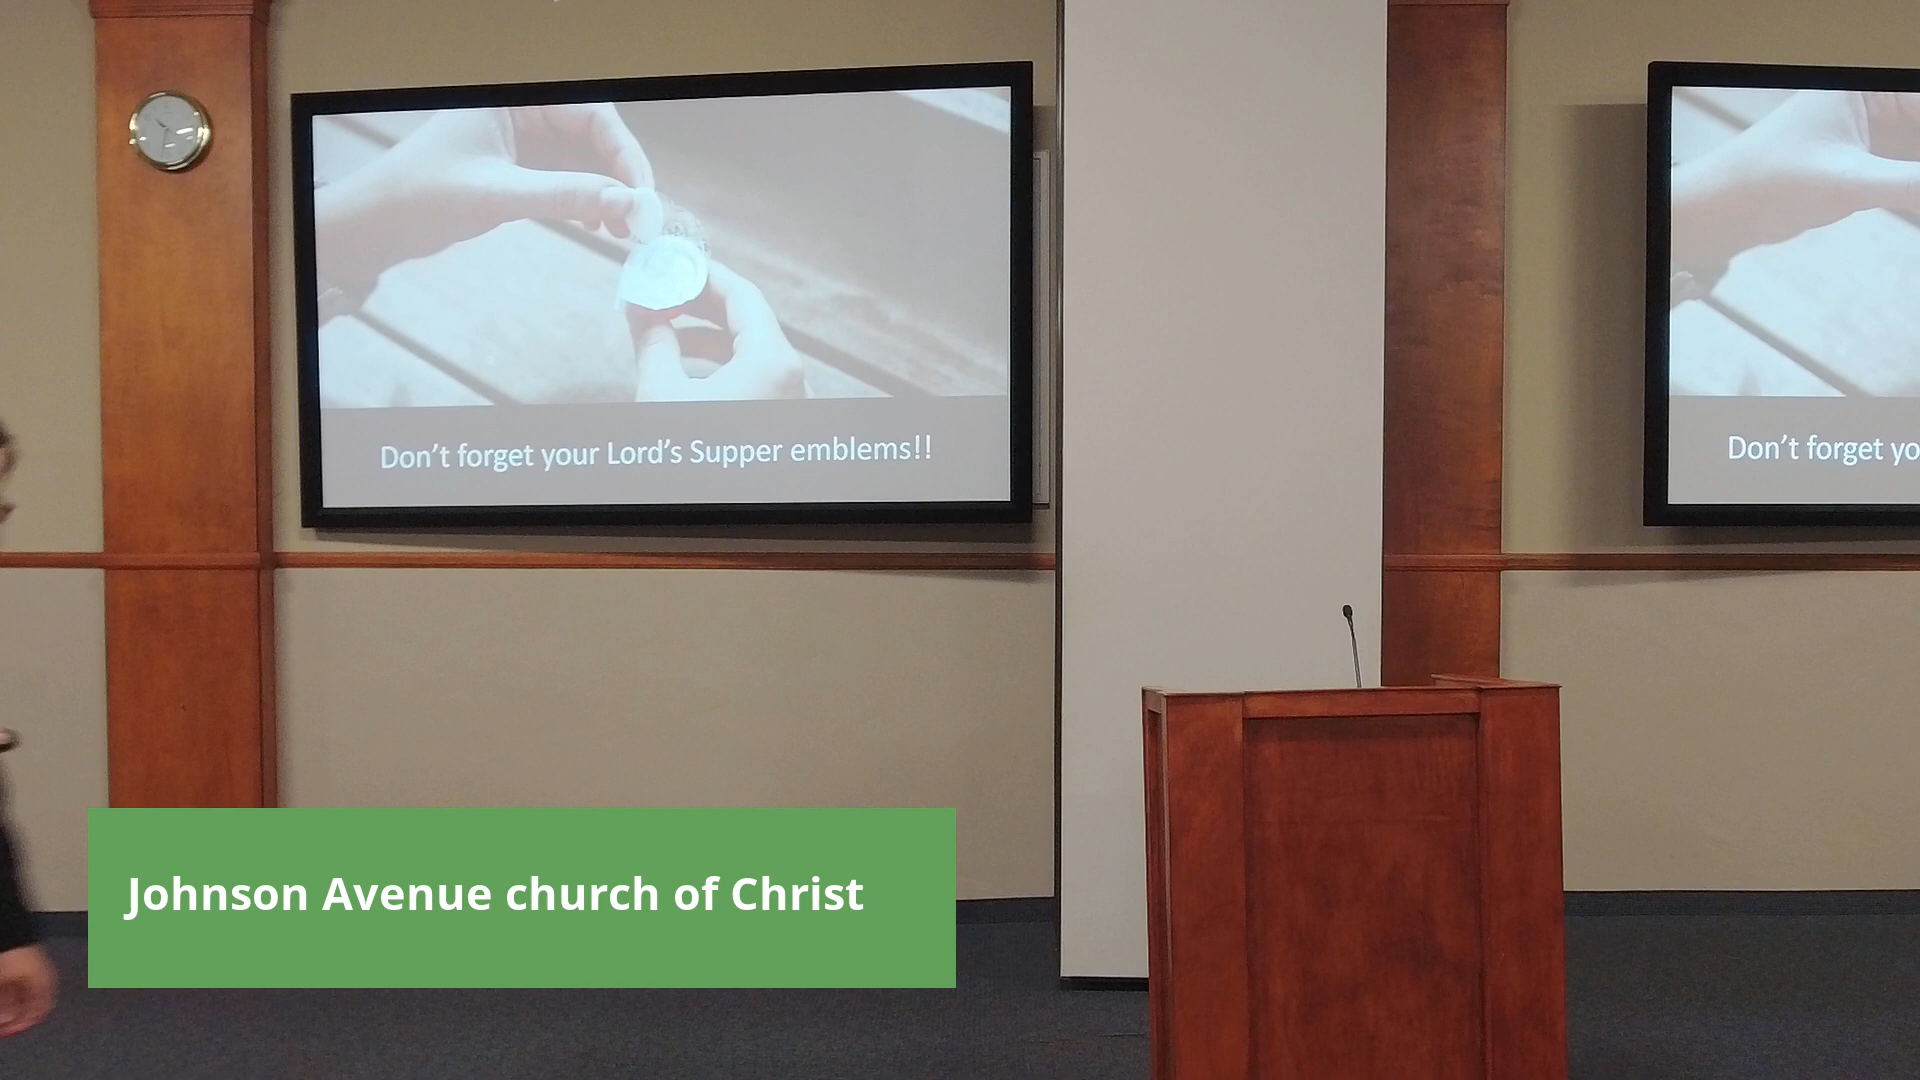 Don't forget your Lord's Supper emblems!!
Don't forget yo
Johnson Avenue church of Christ